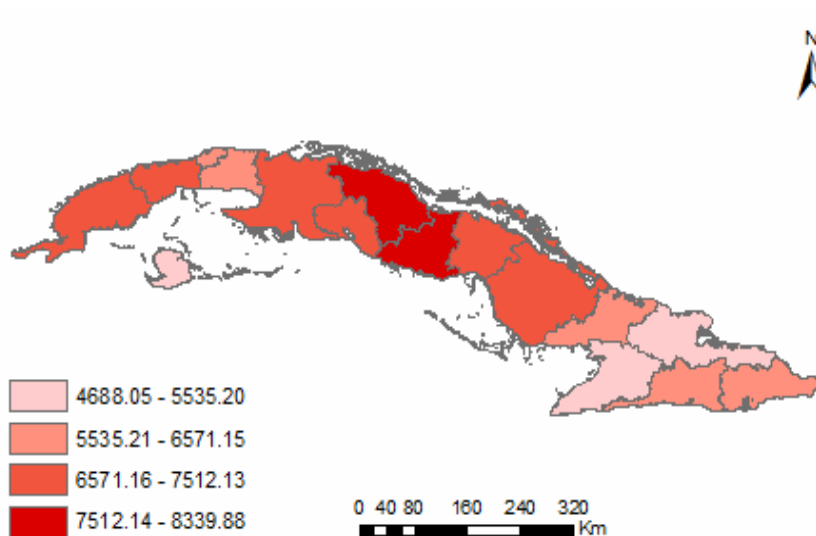 N
4688.05 - 5535.20
5535.21 - 6571.15
6571.16 - 7512.13
7512.14 - 8339.88
0 40 80 160 240 320
Km